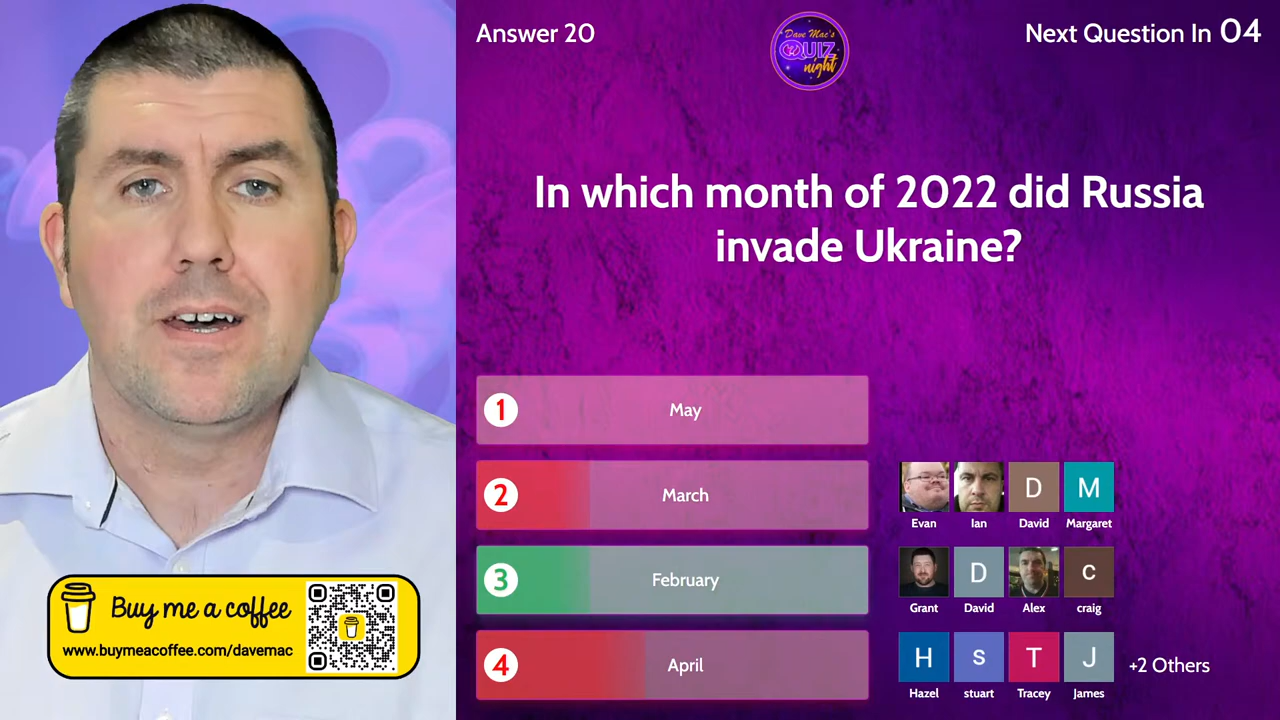 Answer 20
Dave Mac's
QUIZ
night
Next Question In 04
In which month of 2022 did Russia
invade Ukraine?
1 May
2 March
Evan Ian D David M Margaret
3 February
Grant D David Alex c craig
4 April
H Hazel s stuart T Tracey J James +2 Others
Buy me a coffee
www.buymeacoffee.com/davemac